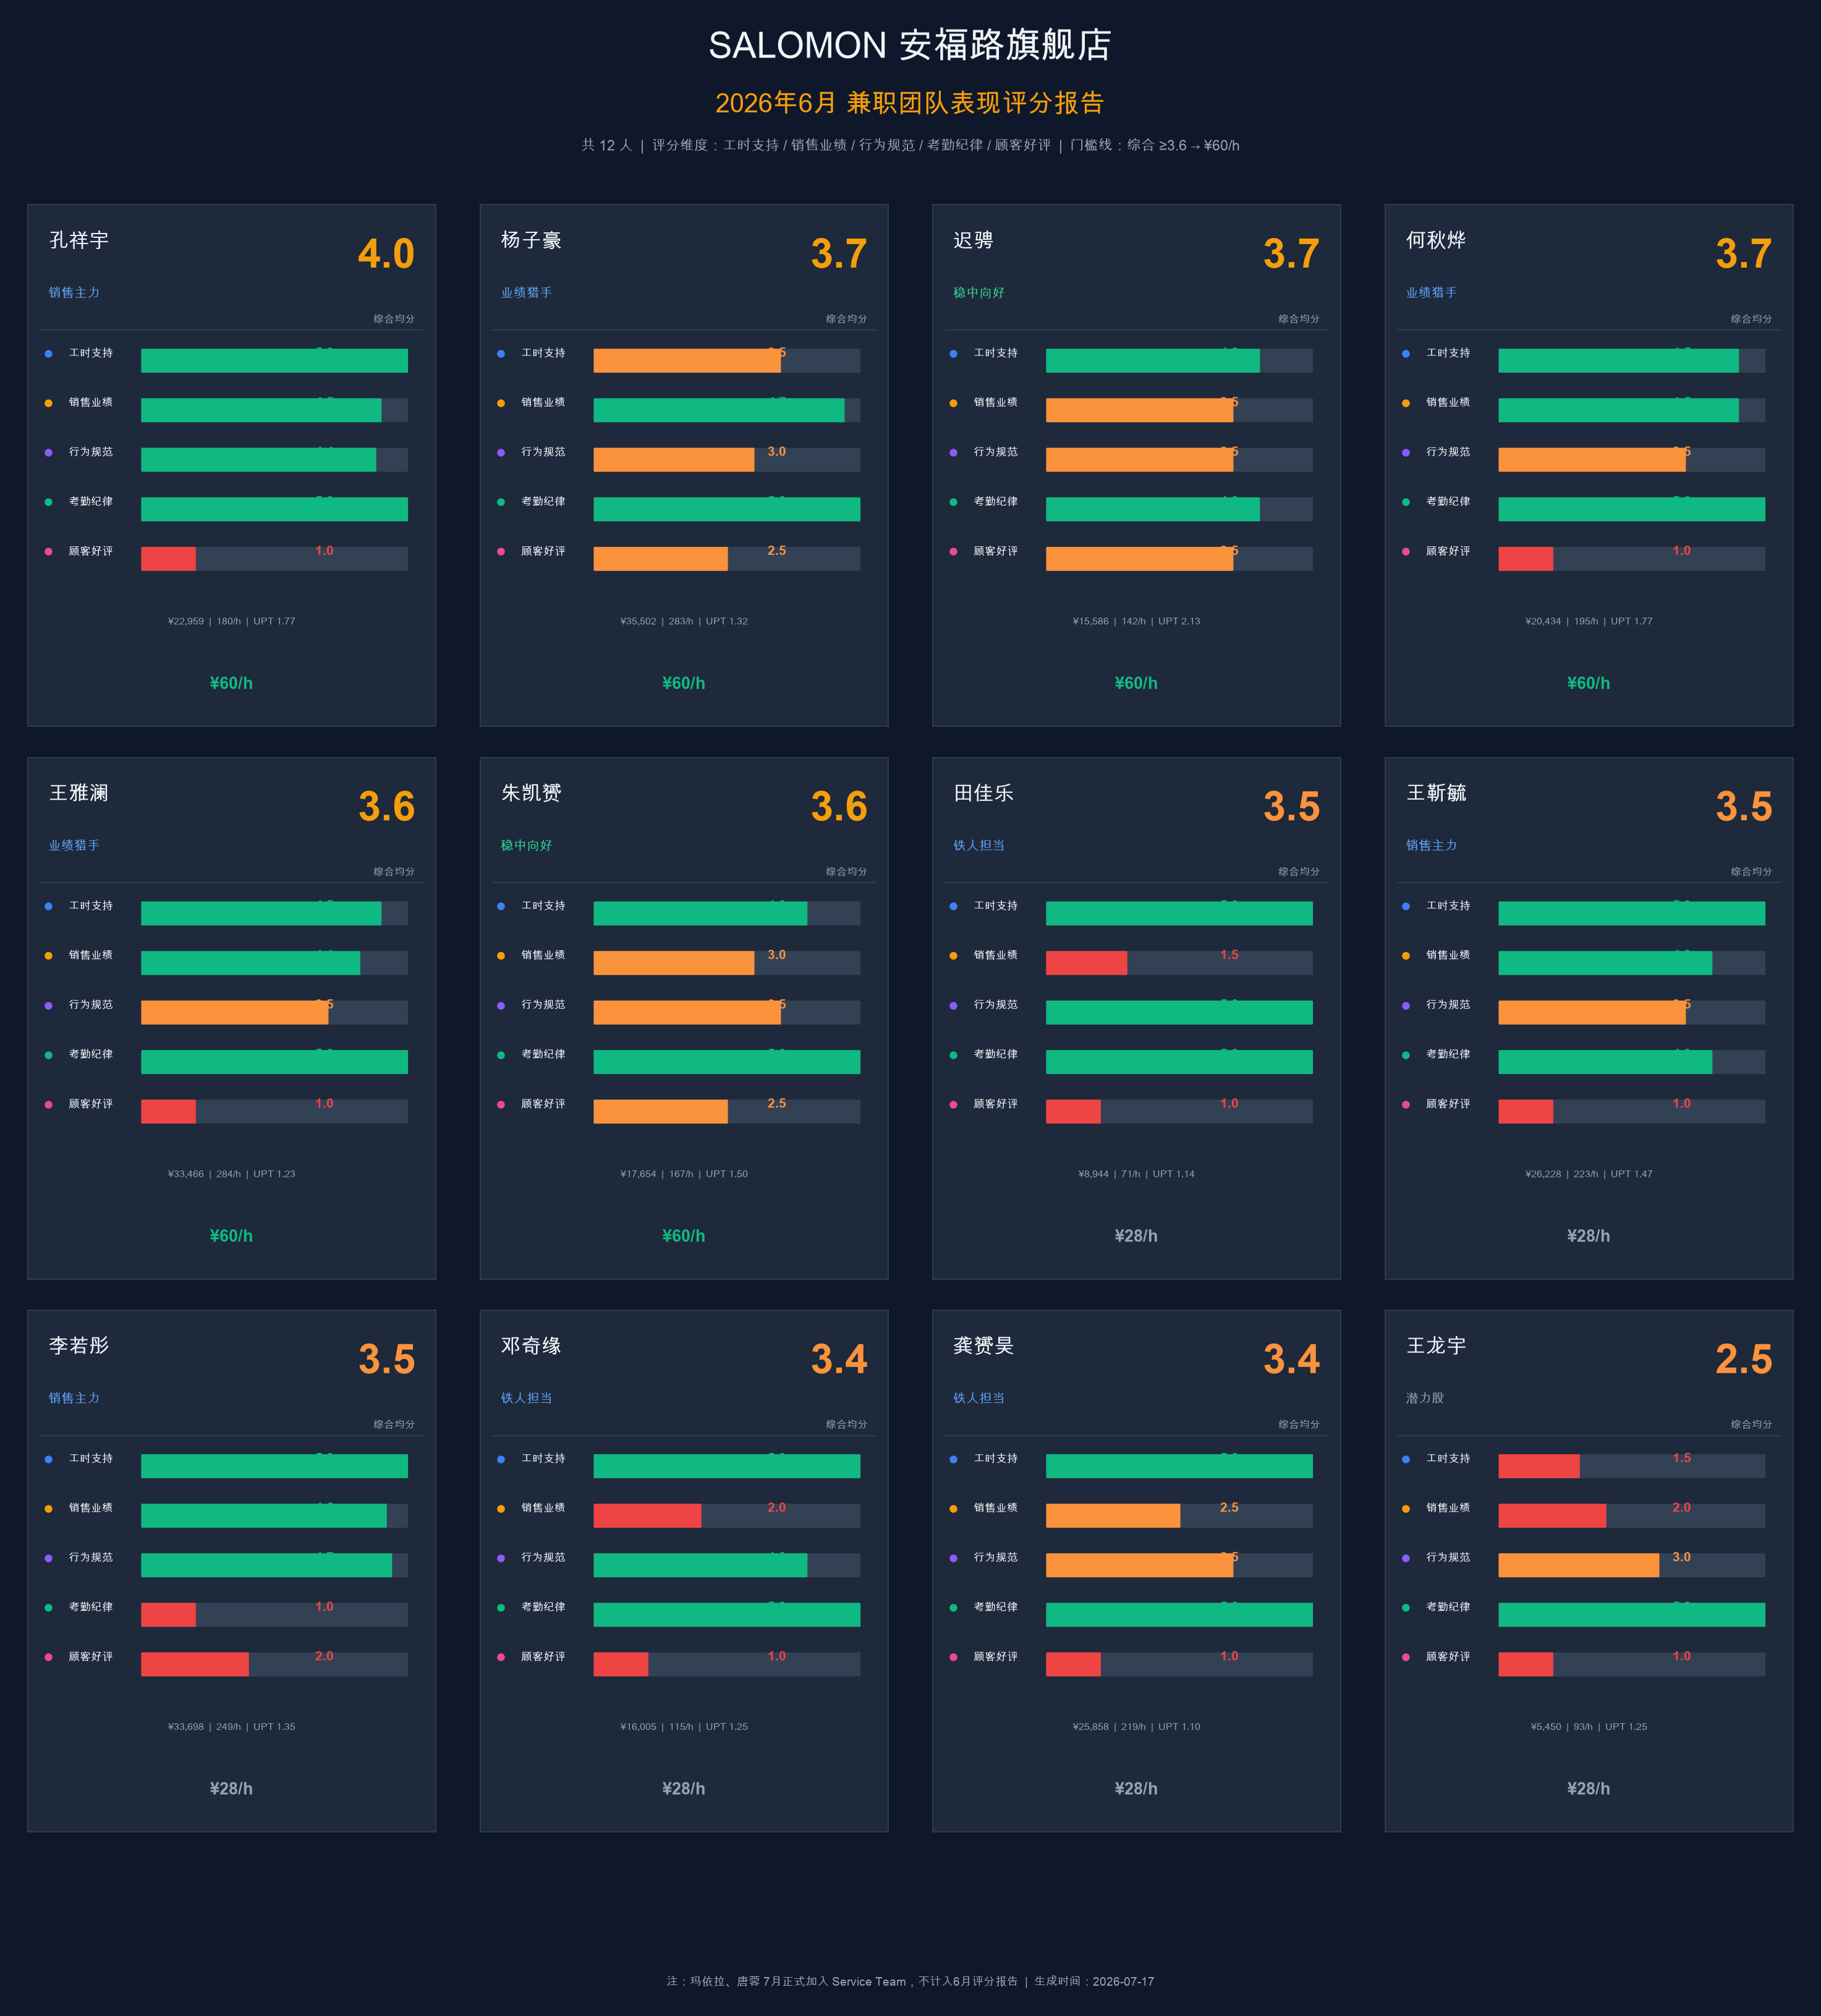 SALOMON 安福路旗舰店
2026年6月 兼职团队表现评分报告
共 12 人 | 评分维度：工时支持 / 销售业绩 / 行为规范 / 考勤纪律 / 顾客好评 | 门槛线：综合 ≥3.6→¥60/h
孔祥宇
4.0
销售主力
综合均分
工时支持
销售业绩
行为规范
考勤纪律
顾客好评 1.0
¥22,959 | 180/h | UPT 1.77
¥60/h
杨子豪
3.7
业绩猎手
综合均分
工时支持
销售业绩
行为规范 3.0
考勤纪律
顾客好评 2.5
¥35,502 | 283/h | UPT 1.32
¥60/h
迟骋
3.7
稳中向好
综合均分
工时支持
销售业绩
行为规范
考勤纪律
顾客好评
¥15,586 | 142/h | UPT 2.13
¥60/h
何秋烨
3.7
业绩猎手
综合均分
工时支持
销售业绩
行为规范
考勤纪律
顾客好评 1.0
¥20,434 | 195/h | UPT 1.77
¥60/h
王雅澜
3.6
业绩猎手
综合均分
工时支持
销售业绩
行为规范
考勤纪律
顾客好评 1.0
¥33,466 | 284/h | UPT 1.23
¥60/h
朱凯赟
3.6
稳中向好
综合均分
工时支持
销售业绩 3.0
行为规范
考勤纪律
顾客好评 2.5
¥17,654 | 167/h | UPT 1.50
¥60/h
田佳乐
3.5
铁人担当
综合均分
工时支持
销售业绩 1.5
行为规范
考勤纪律
顾客好评 1.0
¥8,944 | 71/h | UPT 1.14
¥28/h
王靳毓
3.5
销售主力
综合均分
工时支持
销售业绩
行为规范
考勤纪律
顾客好评 1.0
¥26,228 | 223/h | UPT 1.47
¥28/h
李若彤
3.5
销售主力
综合均分
工时支持
销售业绩
行为规范
考勤纪律 1.0
顾客好评 2.0
¥33,698 | 249/h | UPT 1.35
¥28/h
邓奇缘
3.4
铁人担当
综合均分
工时支持
销售业绩 2.0
行为规范
考勤纪律
顾客好评 1.0
¥16,005 | 115/h | UPT 1.25
¥28/h
龚赟昊
3.4
铁人担当
综合均分
工时支持
销售业绩 2.5
行为规范
考勤纪律
顾客好评 1.0
¥25,858 | 219/h | UPT 1.10
¥28/h
王龙宇
2.5
潜力股
综合均分
工时支持 1.5
销售业绩 2.0
行为规范 3.0
考勤纪律
顾客好评 1.0
¥5,450 | 93/h | UPT 1.25
¥28/h
注：玛依拉、唐蓉 7月正式加入 Service Team，不计入6月评分报告 | 生成时间：2026-07-17